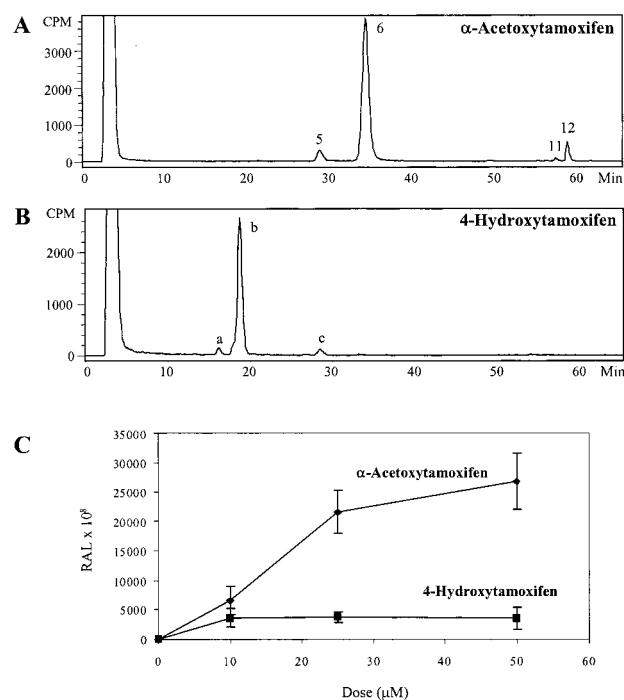 A
CPM
α-Acetoxytamoxifen
3000
2000
1000
0
5
6
11
12
0 10 20 30 40 50 60 Min
B
CPM
4-Hydroxytamoxifen
2000
1000
0
a
b
c
0 10 20 30 40 50 60 Min
C
RAL x 10⁸
35000
30000
25000
20000
15000
10000
5000
0
α-Acetoxytamoxifen
4-Hydroxytamoxifen
0 10 20 30 40 50 60
Dose (μM)